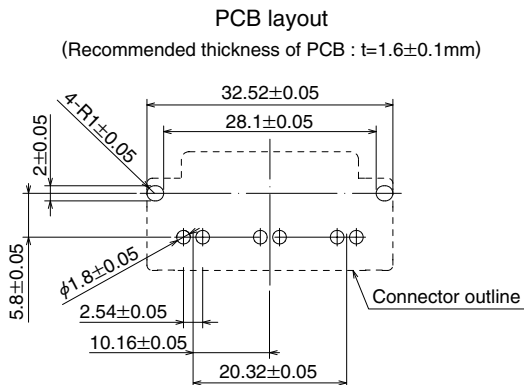 PCB layout
(Recommended thickness of PCB : t=1.6±0.1mm)
32.52±0.05
28.1±0.05
4-R1±0.05
2±0.05
5.8±0.05
ϕ1.8±0.05
2.54±0.05
10.16±0.05
20.32±0.05
Connector outline